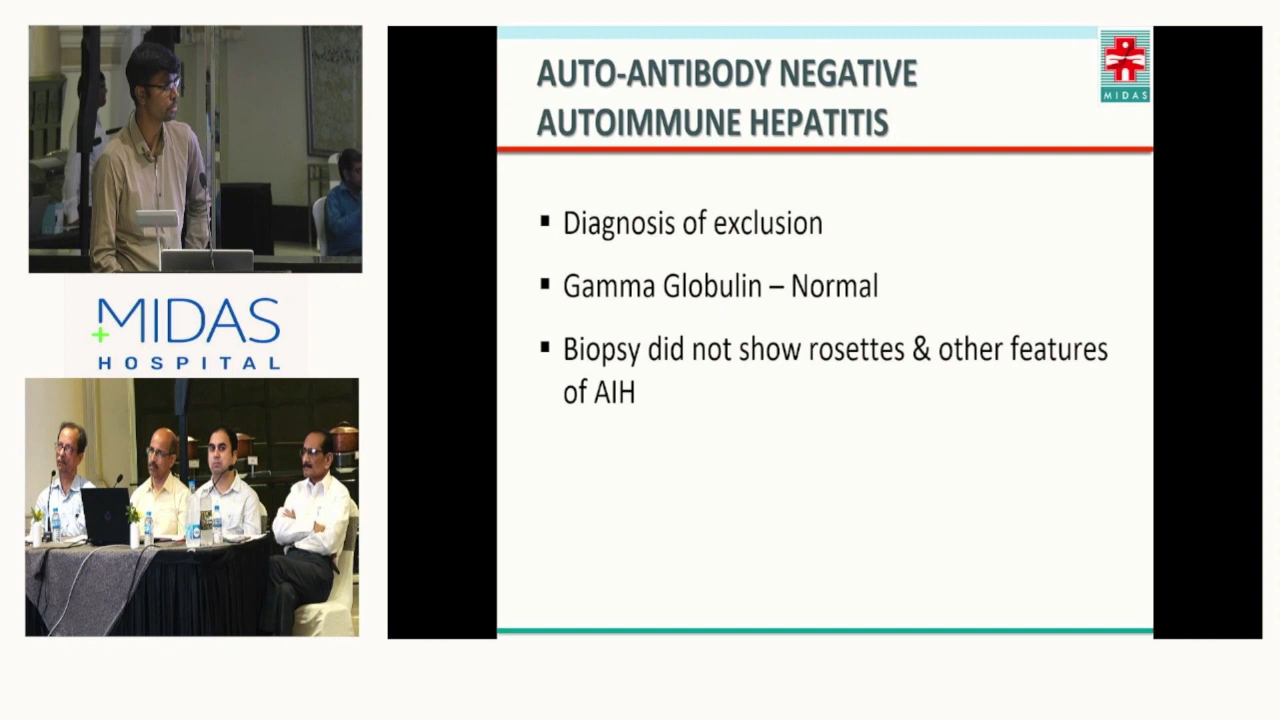 AUTO-ANTIBODY NEGATIVE
AUTOIMMUNE HEPATITIS
MIDAS
▪ Diagnosis of exclusion
▪ Gamma Globulin – Normal
▪ Biopsy did not show rosettes & other features
of AIH
MIDAS
HOSPITAL